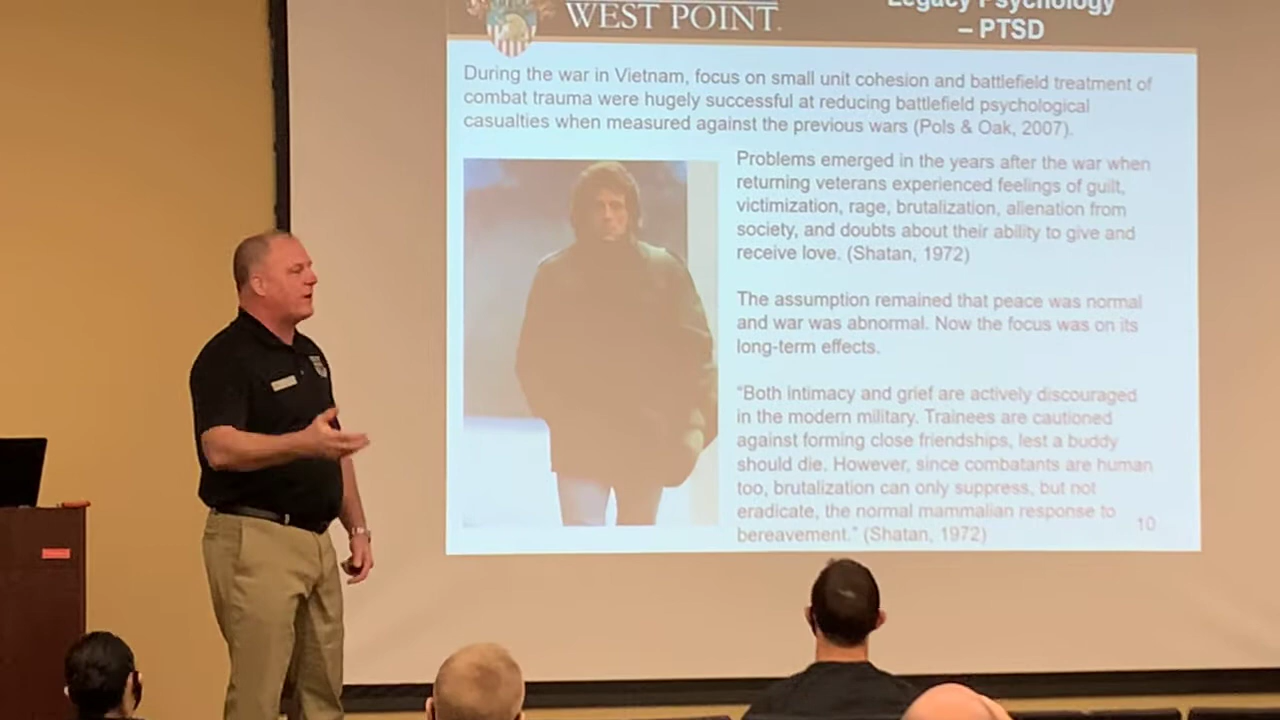 WEST POINT
Legacy Psychology
– PTSD
During the war in Vietnam, focus on small unit cohesion and battlefield treatment of
combat trauma were hugely successful at reducing battlefield psychological
casualties when measured against the previous wars (Pols & Oak, 2007).
Problems emerged in the years after the war when
returning veterans experienced feelings of guilt,
victimization, rage, brutalization, alienation from
society, and doubts about their ability to give and
receive love. (Shatan, 1972)
The assumption remained that peace was normal
and war was abnormal. Now the focus was on its
long-term effects.
“Both intimacy and grief are actively discouraged
in the modern military. Trainees are cautioned
against forming close friendships, lest a buddy
should die. However, since combatants are human
too, brutalization can only suppress, but not
eradicate, the normal mammalian response to
bereavement.” (Shatan, 1972)
10